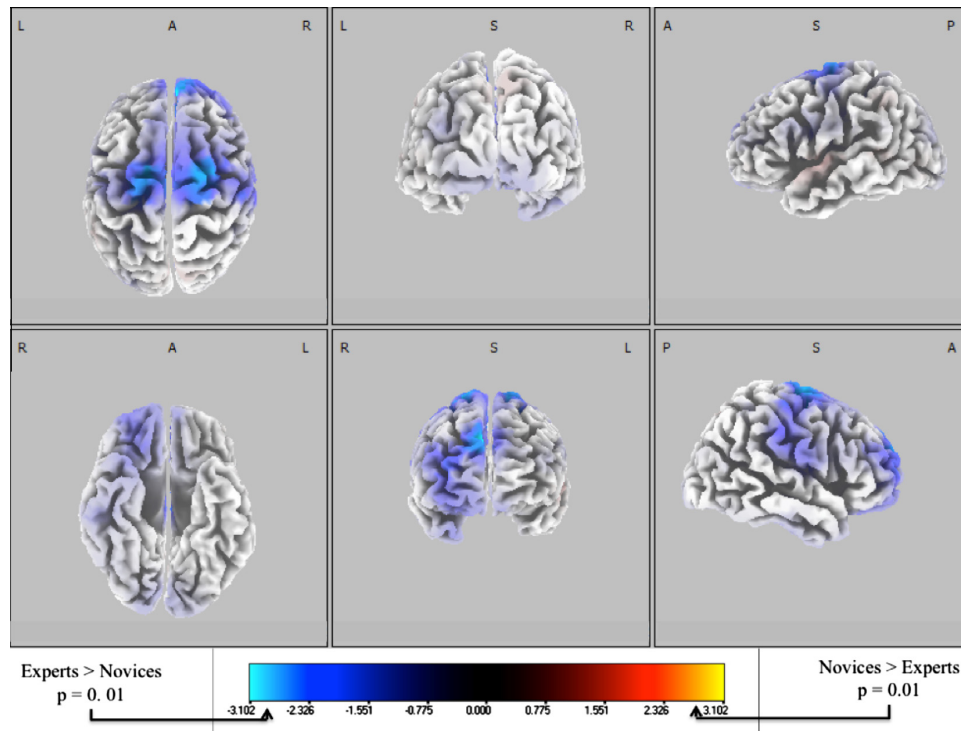 L A R
L S R
A S P
R A L
R S L
P S A
Experts > Novices
p = 0. 01
Novices > Experts
p = 0.01
-3.102 -2.326 -1.551 -0.775 0.000 0.775 1.551 2.326 3.102